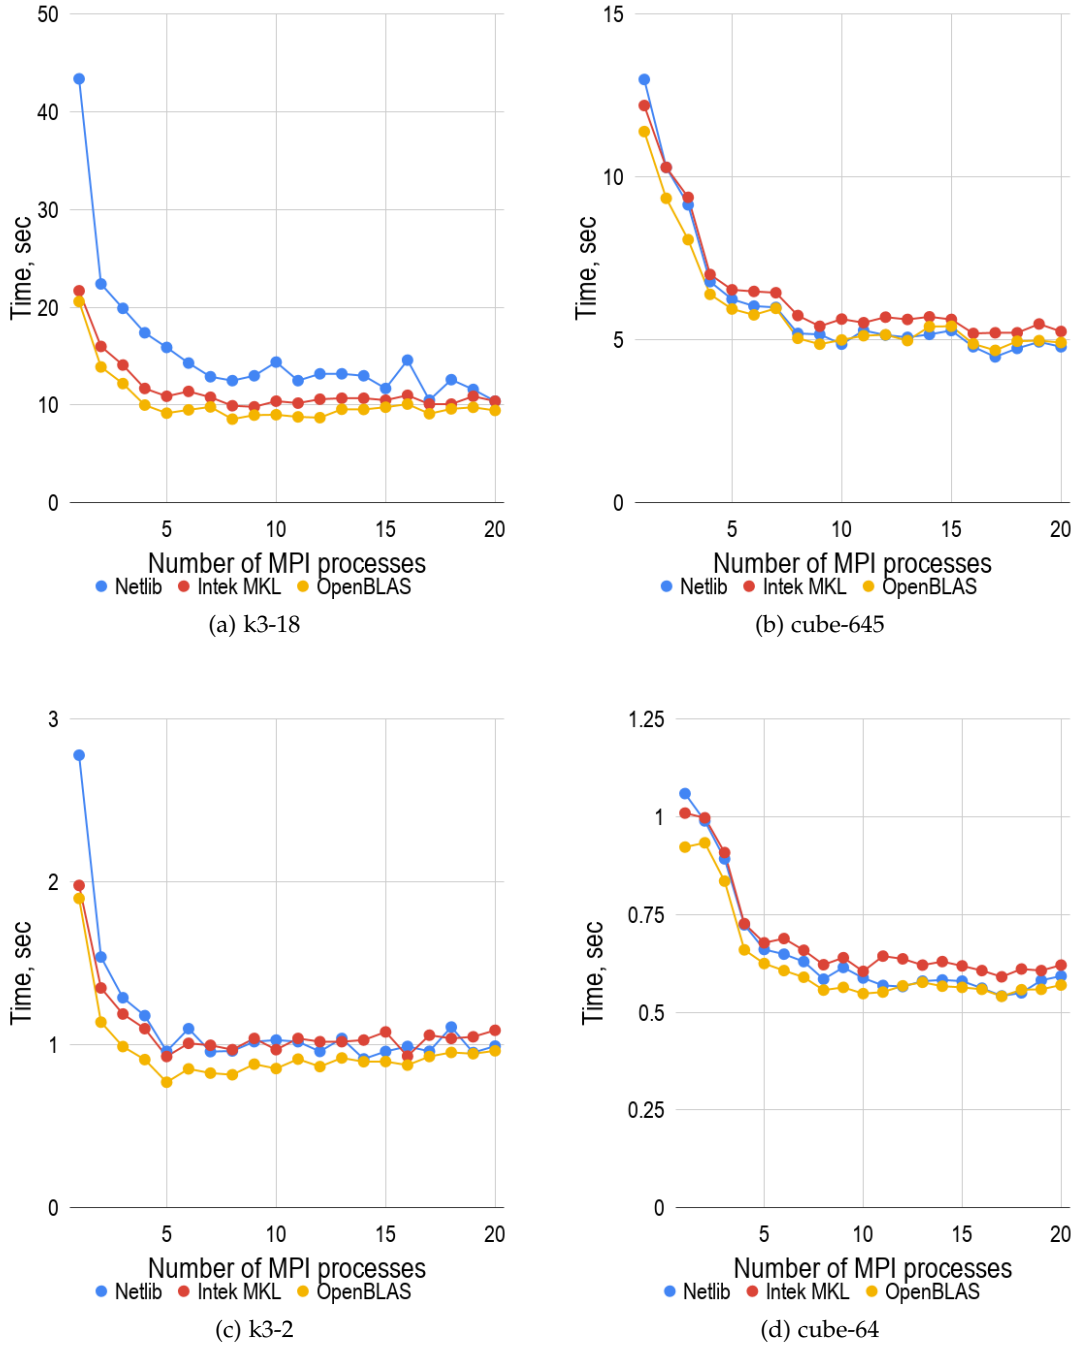 50
40
30
20
10
0
Time, sec
5 10 15 20
Number of MPI processes
Netlib Intek MKL OpenBLAS
(a) k3-18
15
10
5
0
Time, sec
5 10 15 20
Number of MPI processes
Netlib Intek MKL OpenBLAS
(b) cube-645
3
2
1
0
Time, sec
5 10 15 20
Number of MPI processes
Netlib Intek MKL OpenBLAS
(c) k3-2
1.25
1
0.75
0.5
0.25
0
Time, sec
5 10 15 20
Number of MPI processes
Netlib Intek MKL OpenBLAS
(d) cube-64